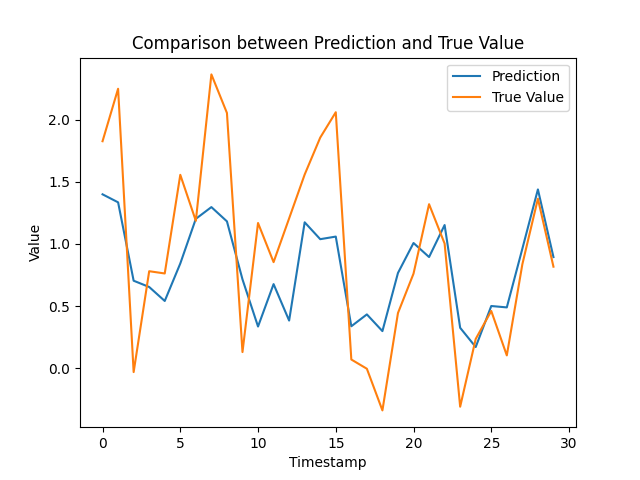 Comparison between Prediction and True Value
Prediction
True Value
2.0
1.5
1.0
0.5
0.0
Value
0
5
10
15
20
25
30
Timestamp